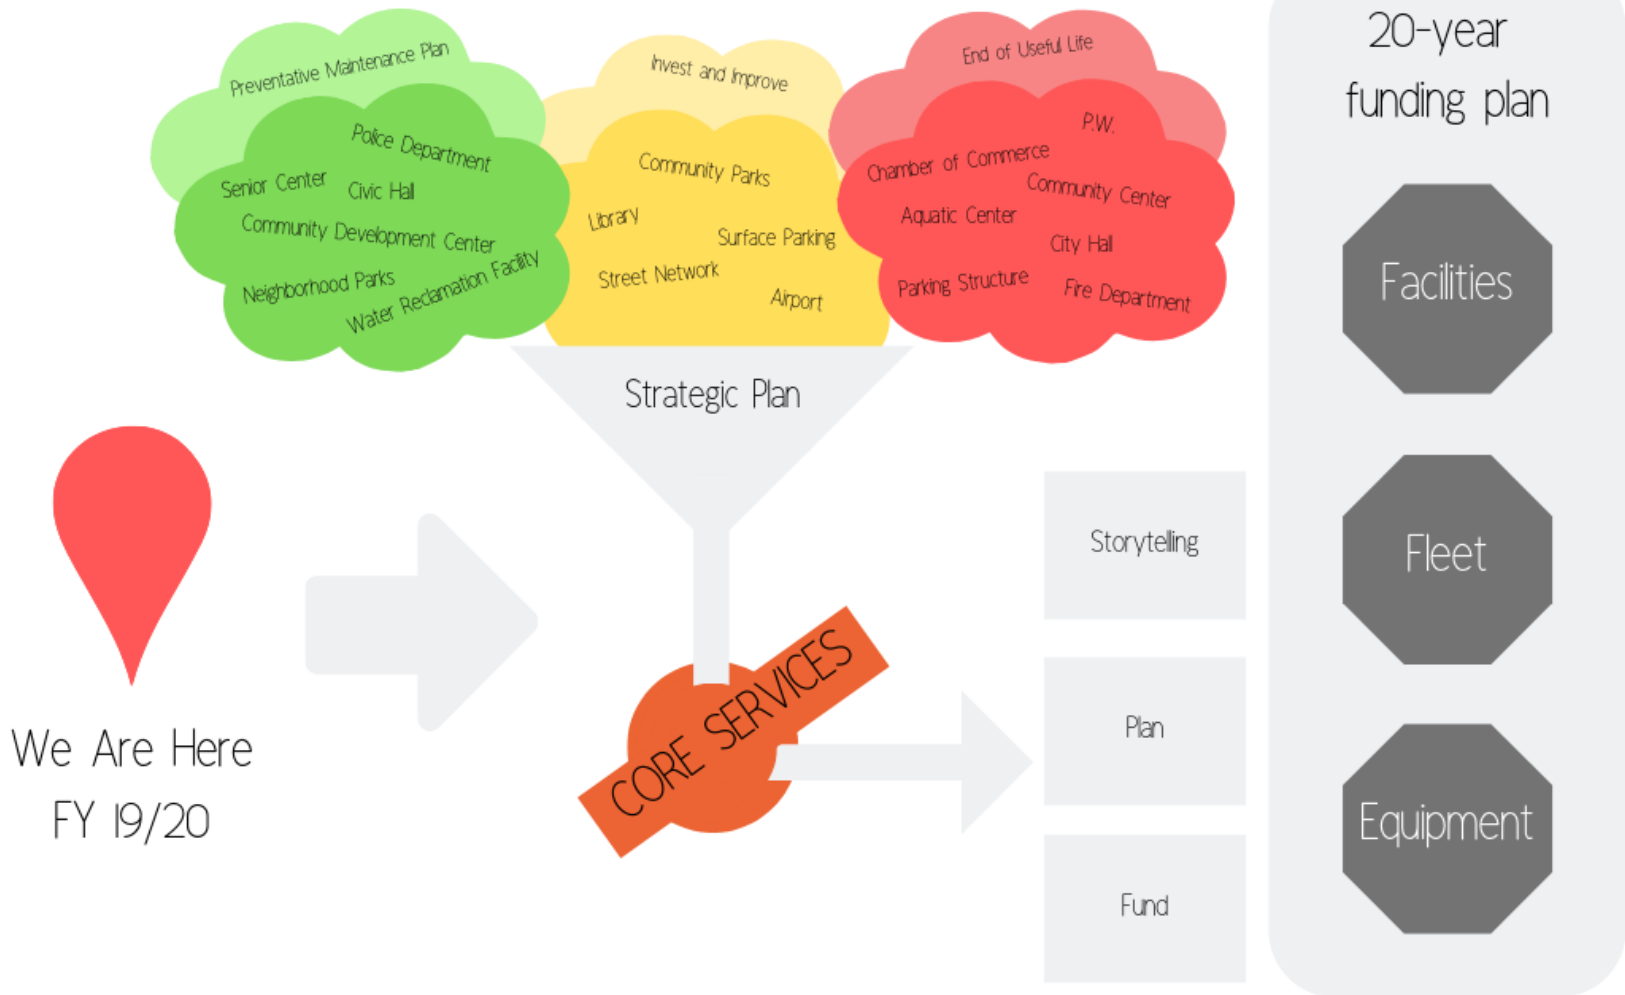 Preventative Maintenance Plan
Police Department
Senior Center
Civic Hall
Community Development Center
Neighborhood Parks
Water Reclamation Facility
Invest and Improve
Community Parks
Library
Surface Parking
Street Network
Airport
End of Useful Life
P.W.
Chamber of Commerce
Community Center
Aquatic Center
City Hall
Parking Structure
Fire Department
Strategic Plan
We Are Here
FY 19/20
CORE SERVICES
Storytelling
Plan
Fund
20-year
funding plan
Facilities
Fleet
Equipment